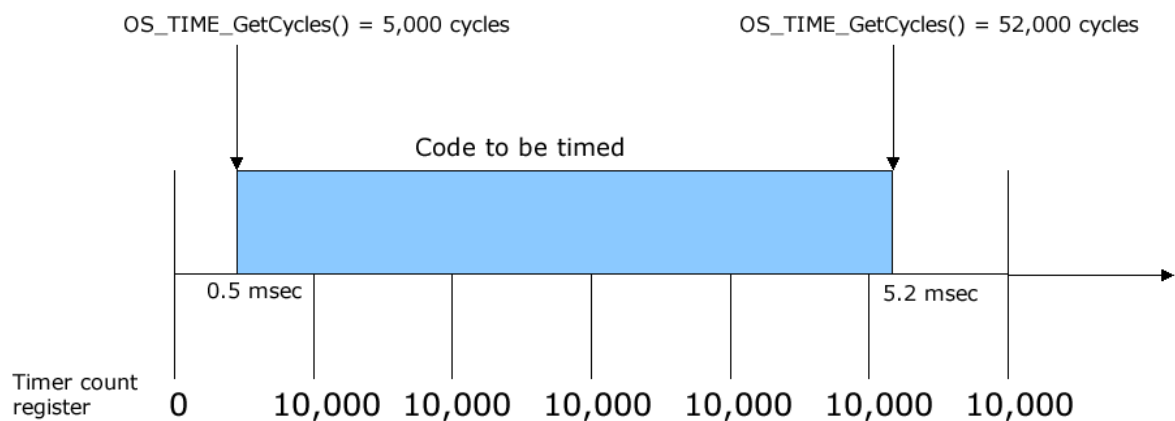 OS_TIME_GetCycles() = 5,000 cycles
OS_TIME_GetCycles() = 52,000 cycles
Code to be timed
0.5 msec
5.2 msec
Timer count
register
0
10,000
10,000
10,000
10,000
10,000
10,000